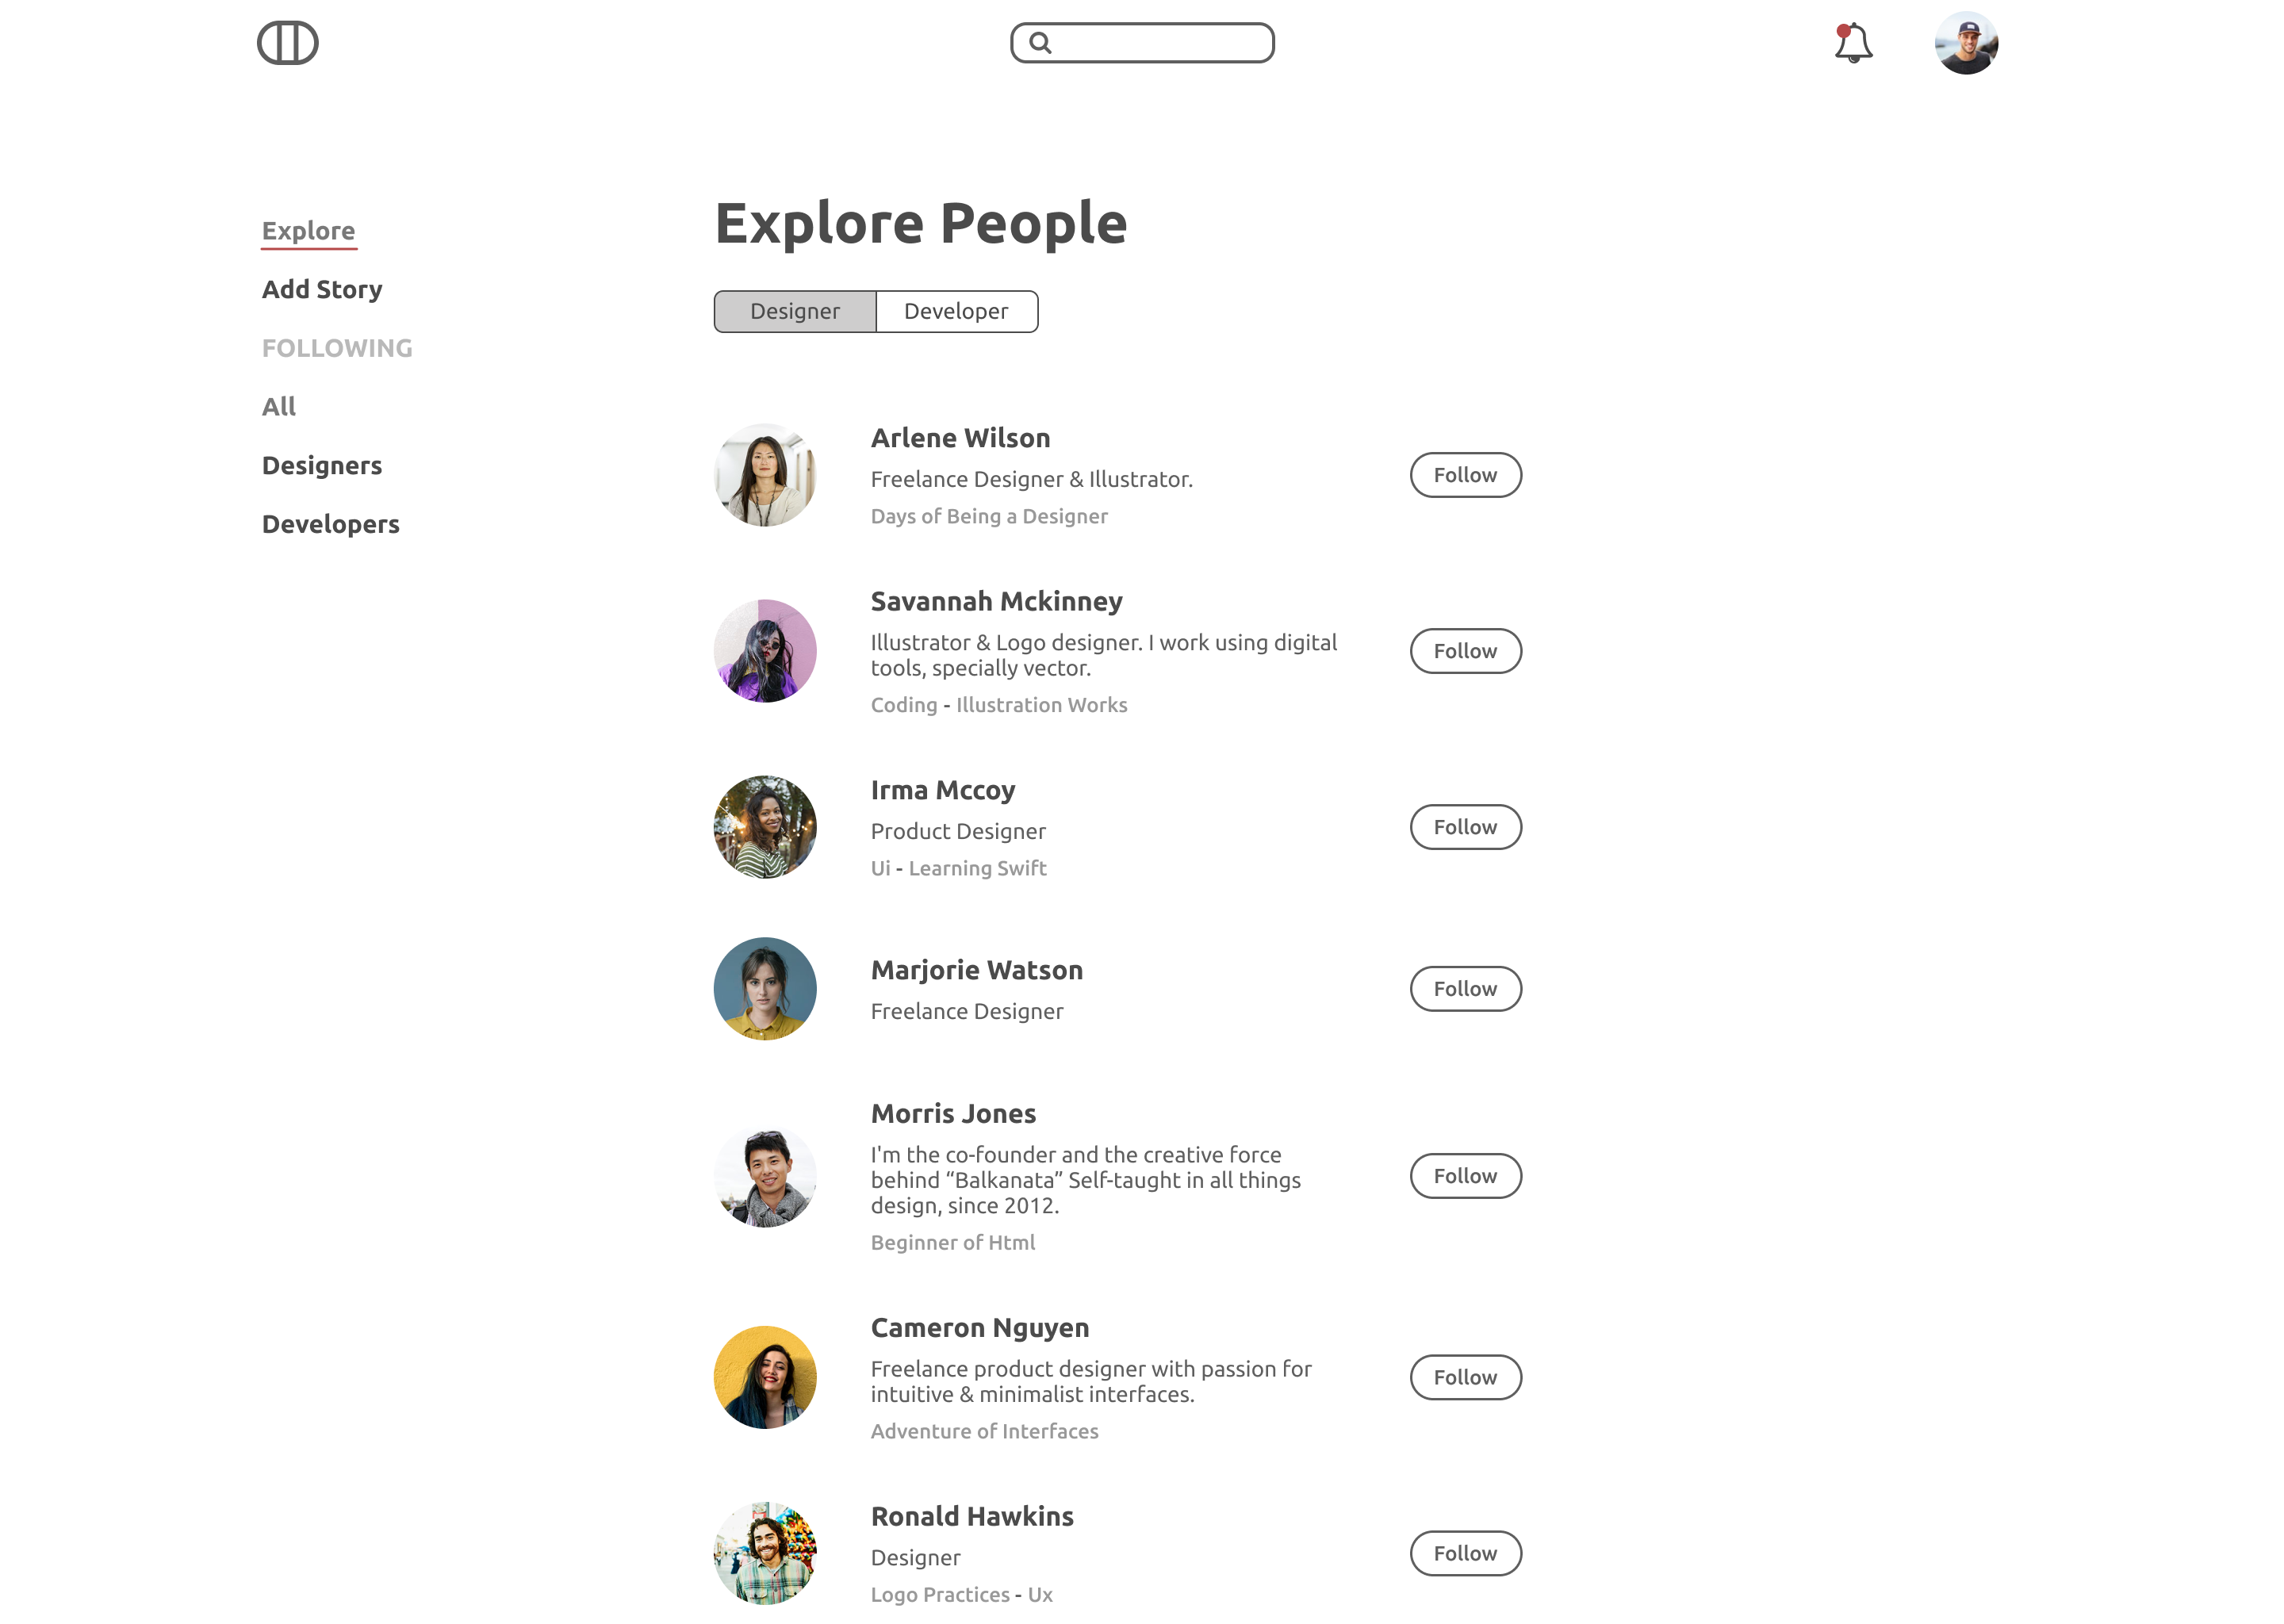 Explore
Add Story
FOLLOWING
All
Designers
Developers
Explore People
Designer
Developer
Arlene Wilson
Freelance Designer & Illustrator.
Days of Being a Designer
Follow
Savannah Mckinney
Illustrator & Logo designer. I work using digital
tools, specially vector.
Coding - Illustration Works
Follow
Irma Mccoy
Product Designer
Ui - Learning Swift
Follow
Marjorie Watson
Freelance Designer
Follow
Morris Jones
I'm the co-founder and the creative force
behind “Balkanata” Self-taught in all things
design, since 2012.
Beginner of Html
Follow
Cameron Nguyen
Freelance product designer with passion for
intuitive & minimalist interfaces.
Adventure of Interfaces
Follow
Ronald Hawkins
Designer
Logo Practices - Ux
Follow